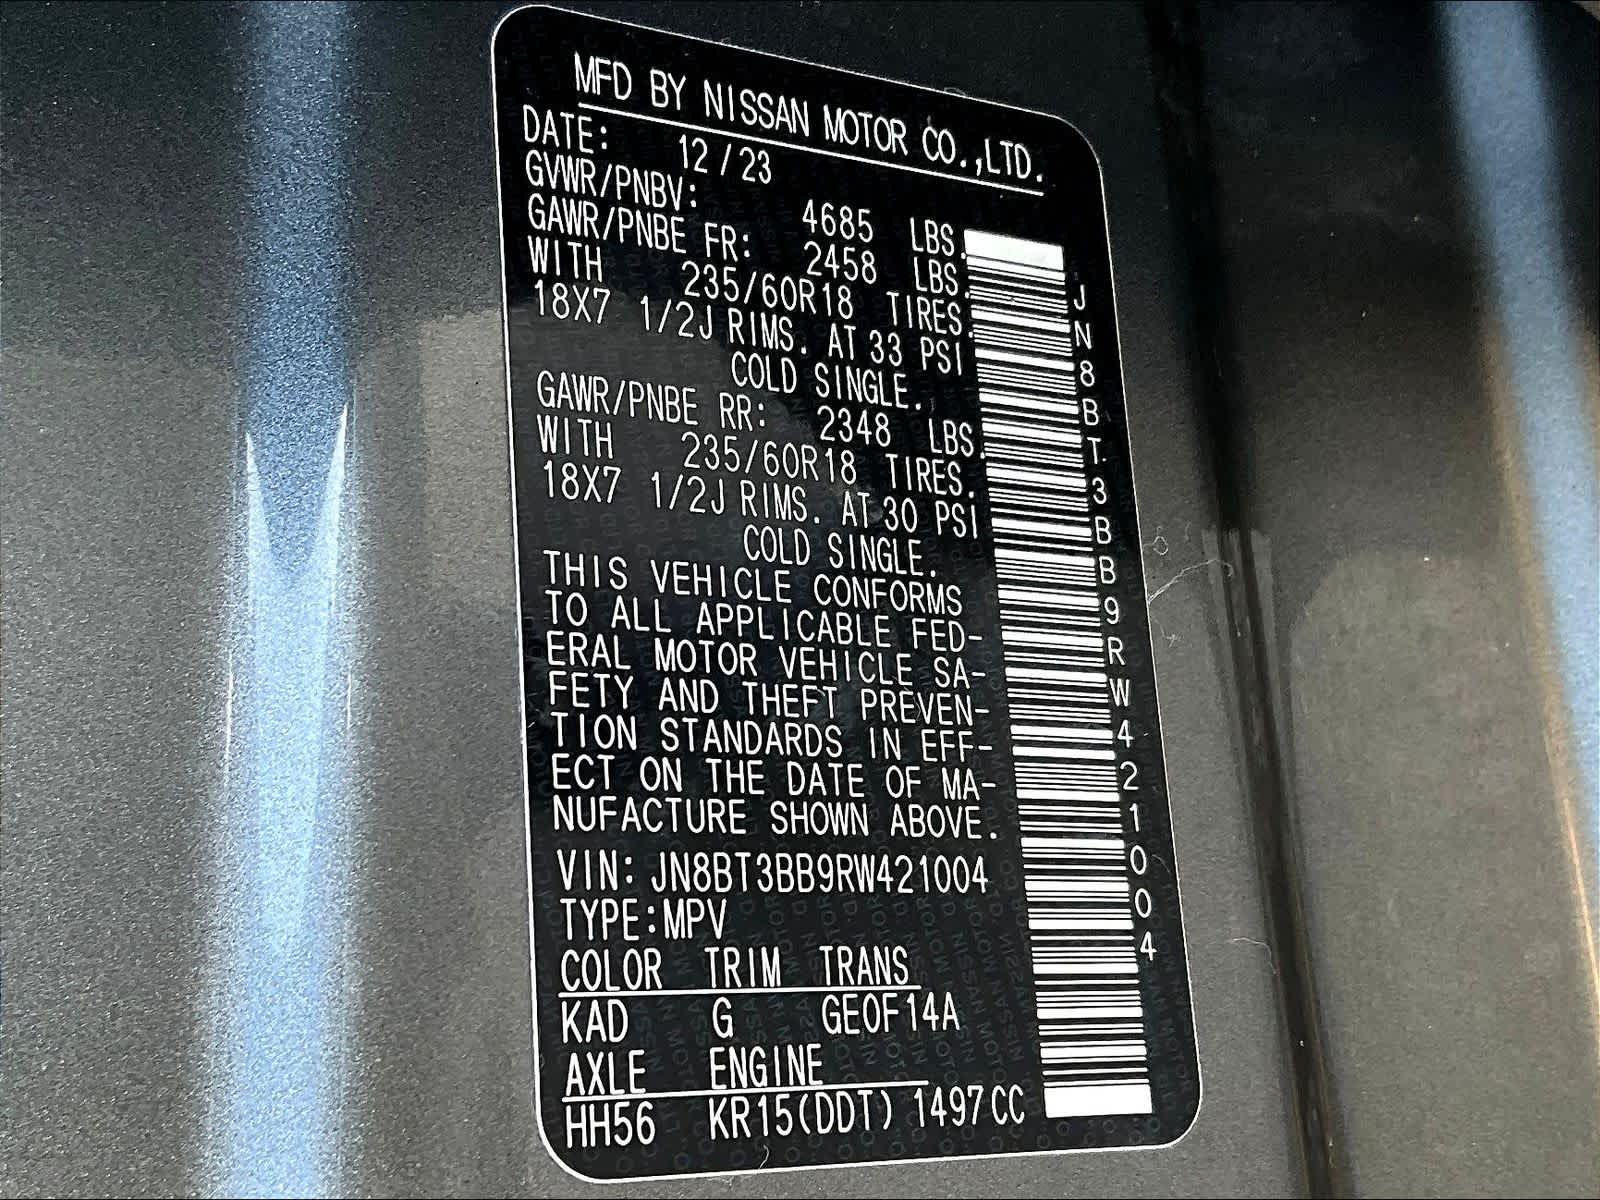 MFD BY NISSAN MOTOR CO.,LTD.
DATE: 12/23
GVWR/PNBV: 4685 LBS.
GAWR/PNBE FR: 2458 LBS.
WITH 235/60R18 TIRES.
18X7 1/2J RIMS. AT 33 PSI
COLD SINGLE.
GAWR/PNBE RR: 2348 LBS.
WITH 235/60R18 TIRES.
18X7 1/2J RIMS. AT 30 PSI
COLD SINGLE.
THIS VEHICLE CONFORMS
TO ALL APPLICABLE FED-
ERAL MOTOR VEHICLE SA-
FETY AND THEFT PREVEN-
TION STANDARDS IN EFF-
ECT ON THE DATE OF MA-
NUFACTURE SHOWN ABOVE.
VIN: JN8BT3BB9RW421004
TYPE:MPV
COLOR TRIM TRANS
KAD G GE0F14A
AXLE ENGINE
HH56 KR15(DDT) 1497CC
JN8BT3BB9RW421004